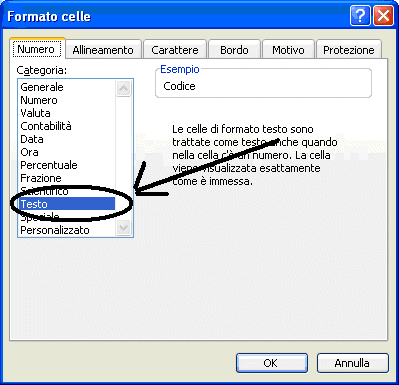 Formato celle
Numero Allineamento Carattere Bordo Motivo Protezione
Categoria:
Generale
Numero
Valuta
Contabilità
Data
Ora
Percentuale
Frazione
Scientifico
Testo
Speciale
Personalizzato
Esempio
Codice
Le celle di formato testo sono
trattate come testo anche quando
nella cella c'è un numero. La cella
viene visualizzata esattamente
come è immessa.
OK Annulla